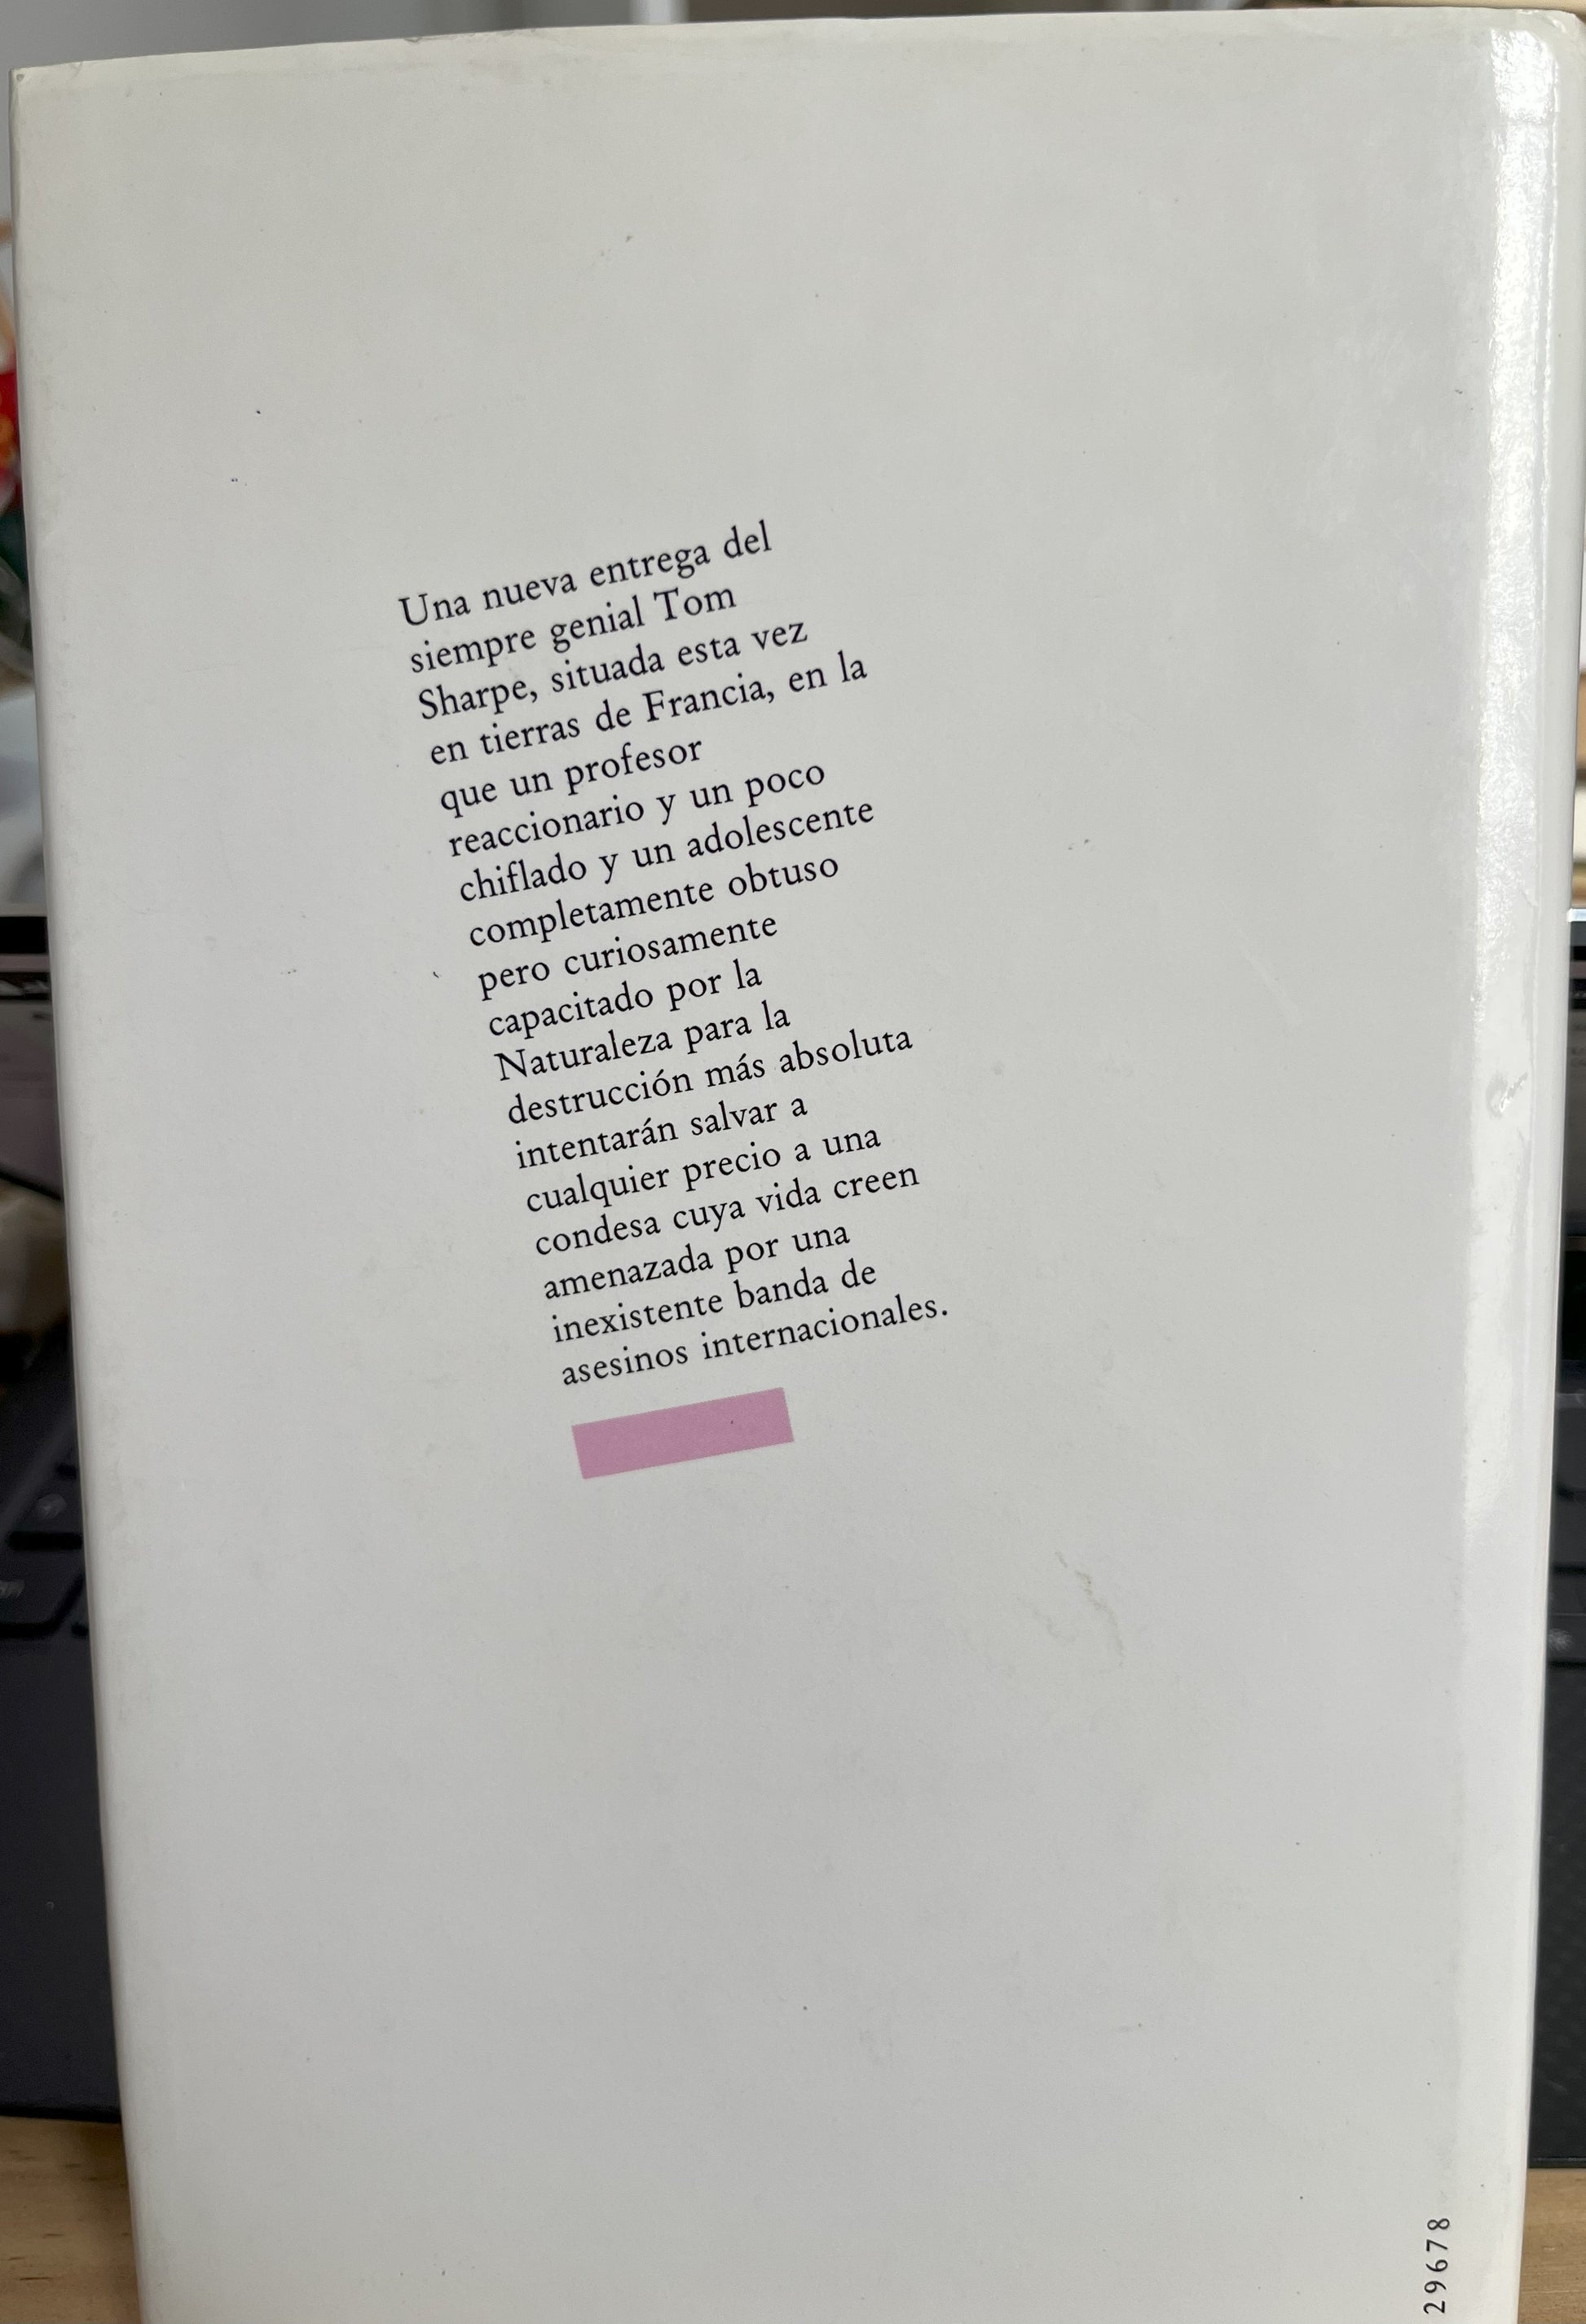 Una nueva entrega del
siempre genial Tom
Sharpe, situada esta vez
en tierras de Francia, en la
que un profesor
reaccionario y un poco
chiflado y un adolescente
completamente obtuso
pero curiosamente
capacitado por la
Naturaleza para la
destrucción más absoluta
intentarán salvar a
cualquier precio a una
condesa cuya vida creen
amenazada por una
inexistente banda de
asesinos internacionales.
29678